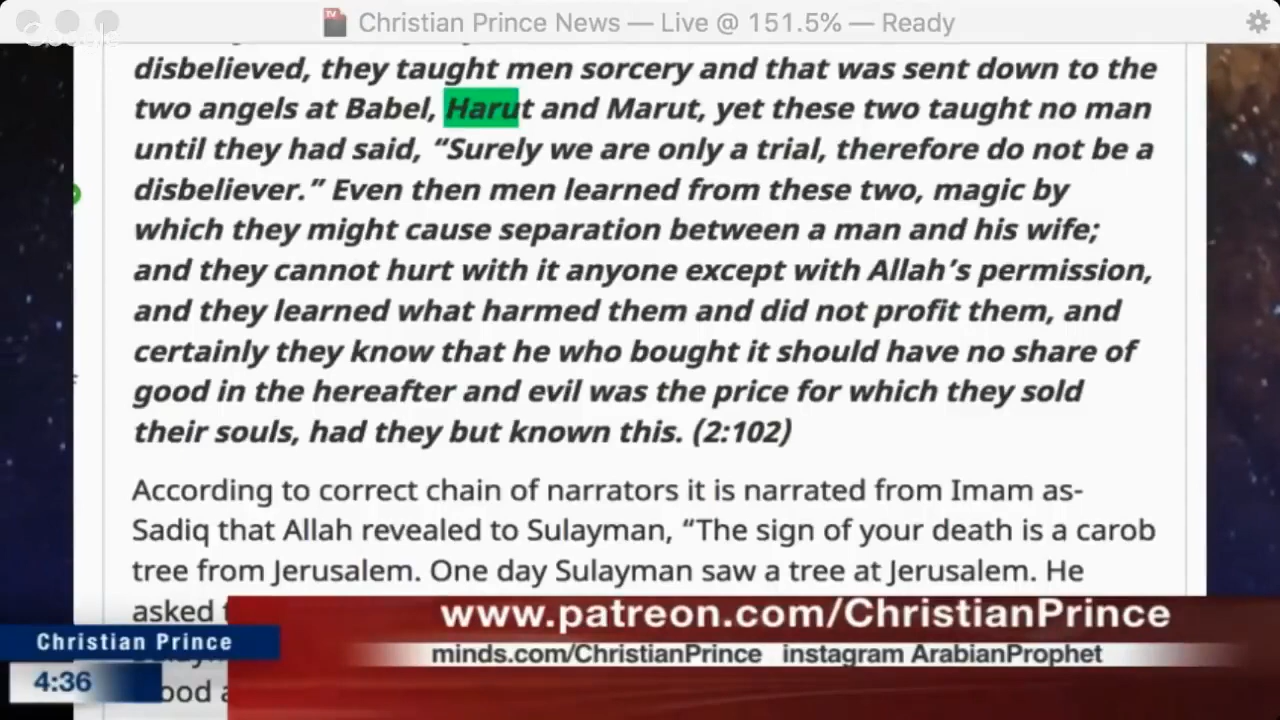 Christian Prince News — Live @ 151.5% — Ready
Google
disbelieved, they taught men sorcery and that was sent down to the
two angels at Babel, Harut and Marut, yet these two taught no man
until they had said, “Surely we are only a trial, therefore do not be a
disbeliever.” Even then men learned from these two, magic by
which they might cause separation between a man and his wife;
and they cannot hurt with it anyone except with Allah’s permission,
and they learned what harmed them and did not profit them, and
certainly they know that he who bought it should have no share of
good in the hereafter and evil was the price for which they sold
their souls, had they but known this. (2:102)
According to correct chain of narrators it is narrated from Imam as-
Sadiq that Allah revealed to Sulayman, “The sign of your death is a carob
tree from Jerusalem. One day Sulayman saw a tree at Jerusalem. He
asked
www.patreon.com/ChristianPrince
Christian Prince
minds.com/ChristianPrince instagram ArabianProphet
4:36